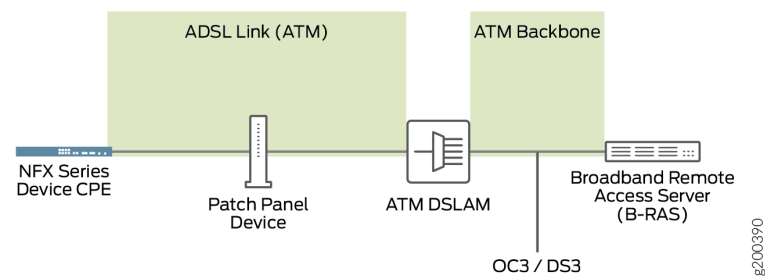 ADSL Link (ATM)
ATM Backbone
NFX Series
Device CPE
Patch Panel
Device
ATM DSLAM
Broadband Remote
Access Server
(B-RAS)
OC3 / DS3
g200390